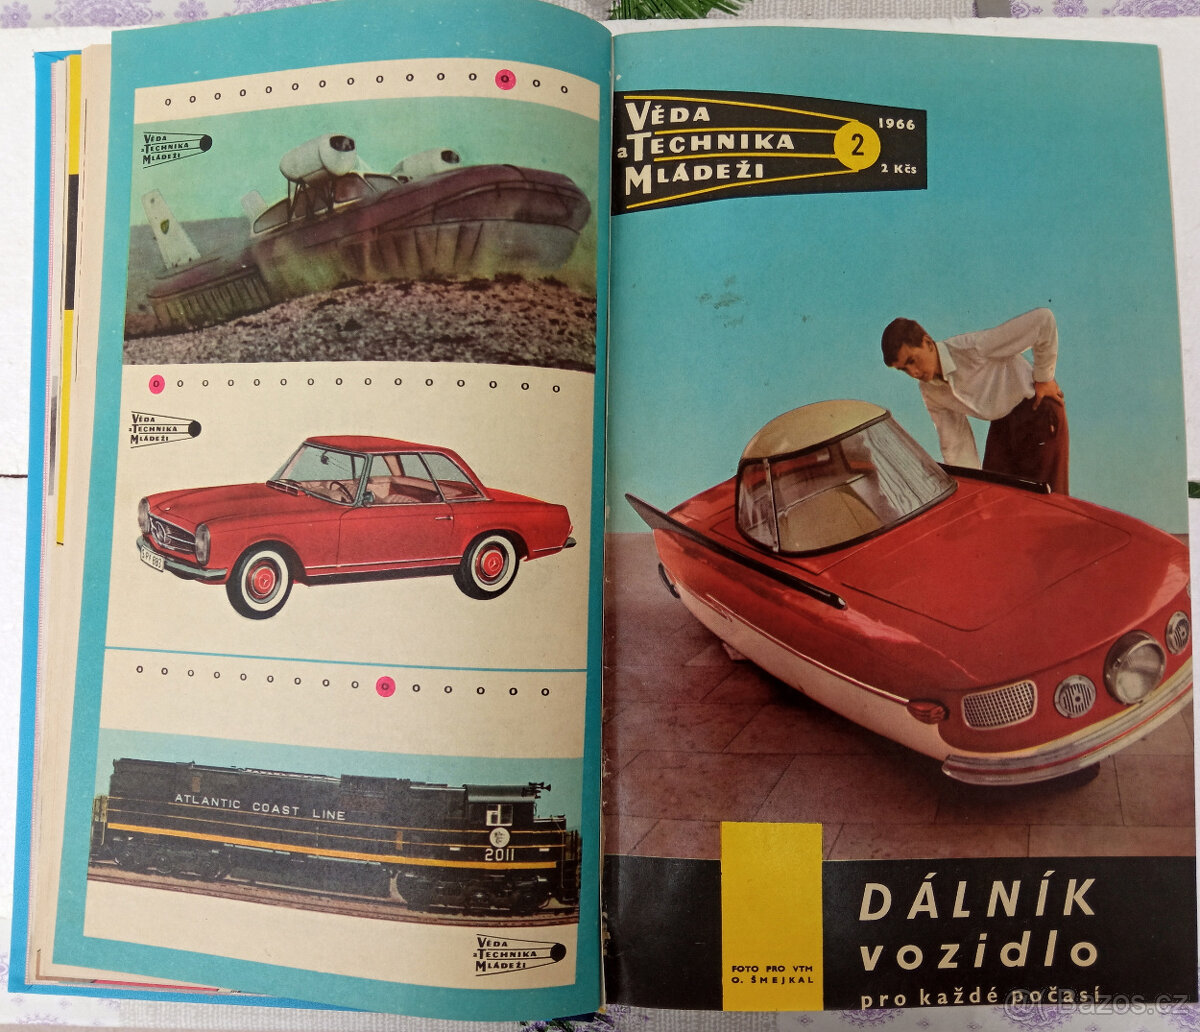 VĚDA
a TECHNIKA
MLÁDEŽI
VĚDA
a TECHNIKA
MLÁDEŽI
ATLANTIC COAST LINE
2011
VĚDA
a TECHNIKA
MLÁDEŽI
VĚDA
a TECHNIKA
MLÁDEŽI
2
1966
2 Kčs
FOTO PRO VTM
O. ŠMEJKAL
DÁLNÍK
vozidlo
pro každé počasí
Bazos.cz